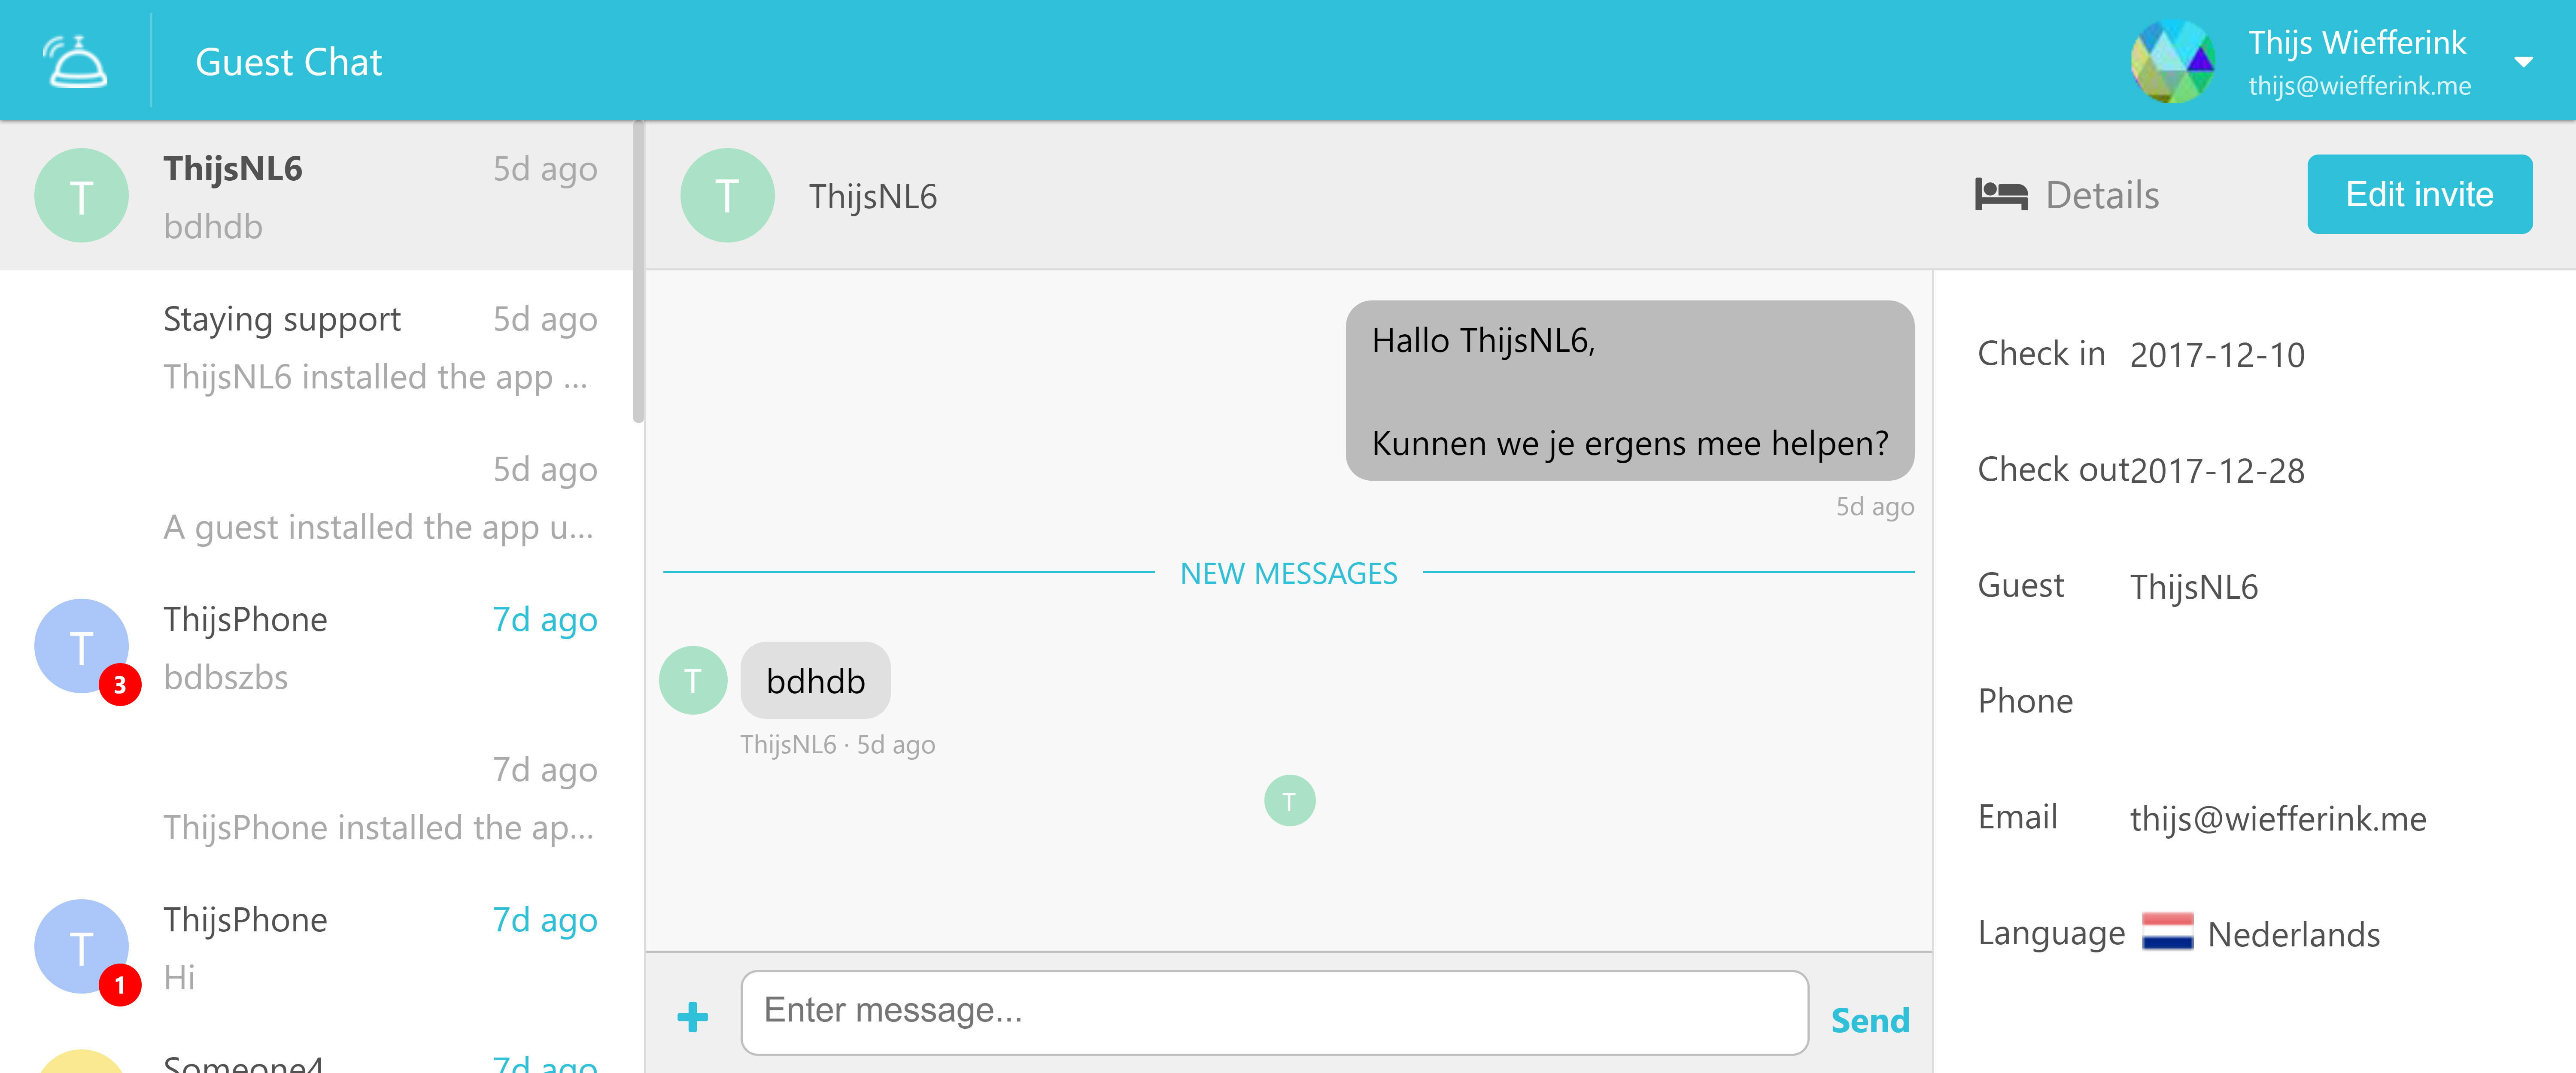 Guest Chat
Thijs Wiefferink
thijs@wiefferink.me
T
ThijsNL6
5d ago
bdhdb
Staying support
5d ago
ThijsNL6 installed the app ...
5d ago
A guest installed the app u...
T
3
ThijsPhone
7d ago
bdbszbs
7d ago
ThijsPhone installed the ap...
T
1
ThijsPhone
7d ago
Hi
Someone4
7d ago
T
ThijsNL6
Hallo ThijsNL6,
Kunnen we je ergens mee helpen?
5d ago
NEW MESSAGES
T
bdhdb
ThijsNL6 · 5d ago
T
Enter message...
Send
Details
Edit invite
Check in 2017-12-10
Check out 2017-12-28
Guest ThijsNL6
Phone
Email thijs@wiefferink.me
Language Nederlands